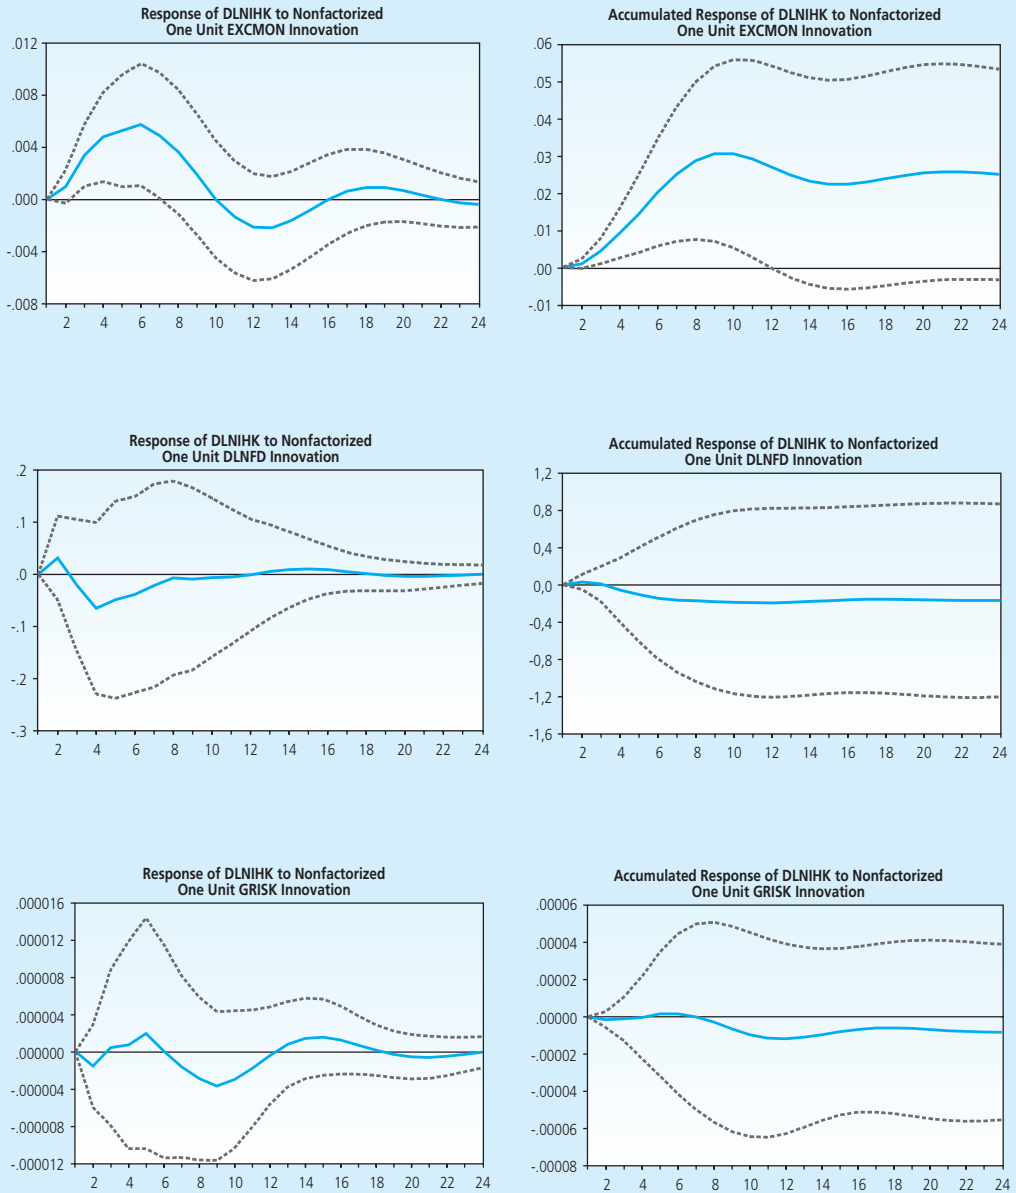 Response of DLNIHK to Nonfactorized
One Unit EXCMON Innovation
.012
.008
.004
.000
-.004
-.008
2 4 6 8 10 12 14 16 18 20 22 24
Accumulated Response of DLNIHK to Nonfactorized
One Unit EXCMON Innovation
.06
.05
.04
.03
.02
.01
.00
-.01
2 4 6 8 10 12 14 16 18 20 22 24
Response of DLNIHK to Nonfactorized
One Unit DLNFD Innovation
.2
.1
.0
-.1
-.2
-.3
2 4 6 8 10 12 14 16 18 20 22 24
Accumulated Response of DLNIHK to Nonfactorized
One Unit DLNFD Innovation
1,2
0,8
0,4
0,0
-0,4
-0,8
-1,2
-1,6
2 4 6 8 10 12 14 16 18 20 22 24
Response of DLNIHK to Nonfactorized
One Unit GRISK Innovation
.000016
.000012
.000008
.000004
.000000
-.000004
-.000008
-.000012
2 4 6 8 10 12 14 16 18 20 22 24
Accumulated Response of DLNIHK to Nonfactorized
One Unit GRISK Innovation
.00006
.00004
.00002
.00000
-.00002
-.00004
-.00006
-.00008
2 4 6 8 10 12 14 16 18 20 22 24